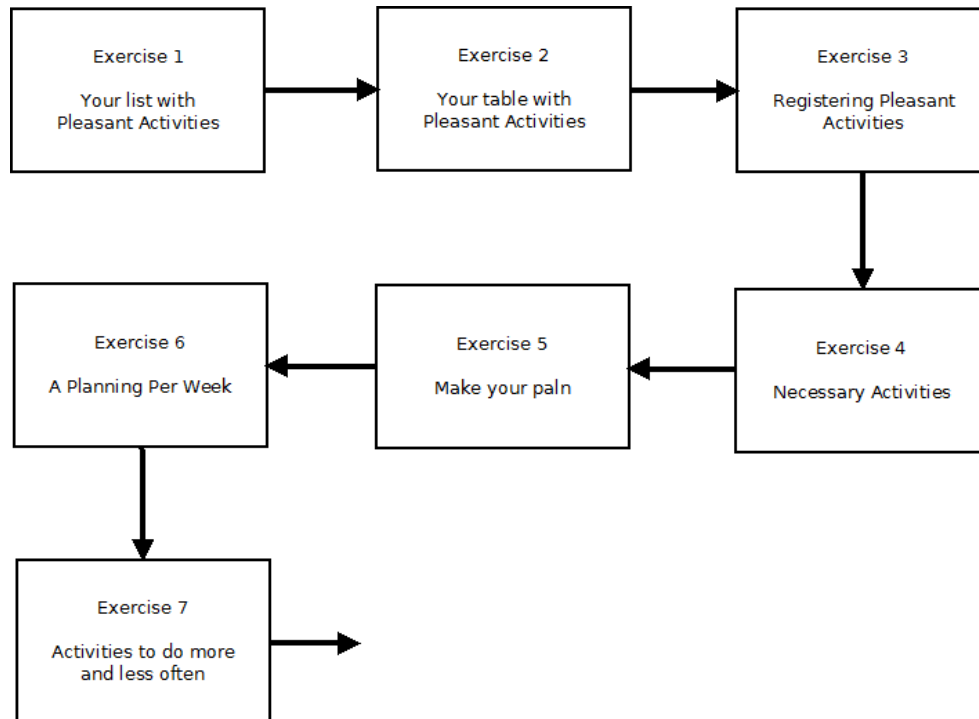 Exercise 1
Your list with
Pleasant Activities
Exercise 2
Your table with
Pleasant Activities
Exercise 3
Registering Pleasant
Activities
Exercise 4
Necessary Activities
Exercise 5
Make your paln
Exercise 6
A Planning Per Week
Exercise 7
Activities to do more
and less often